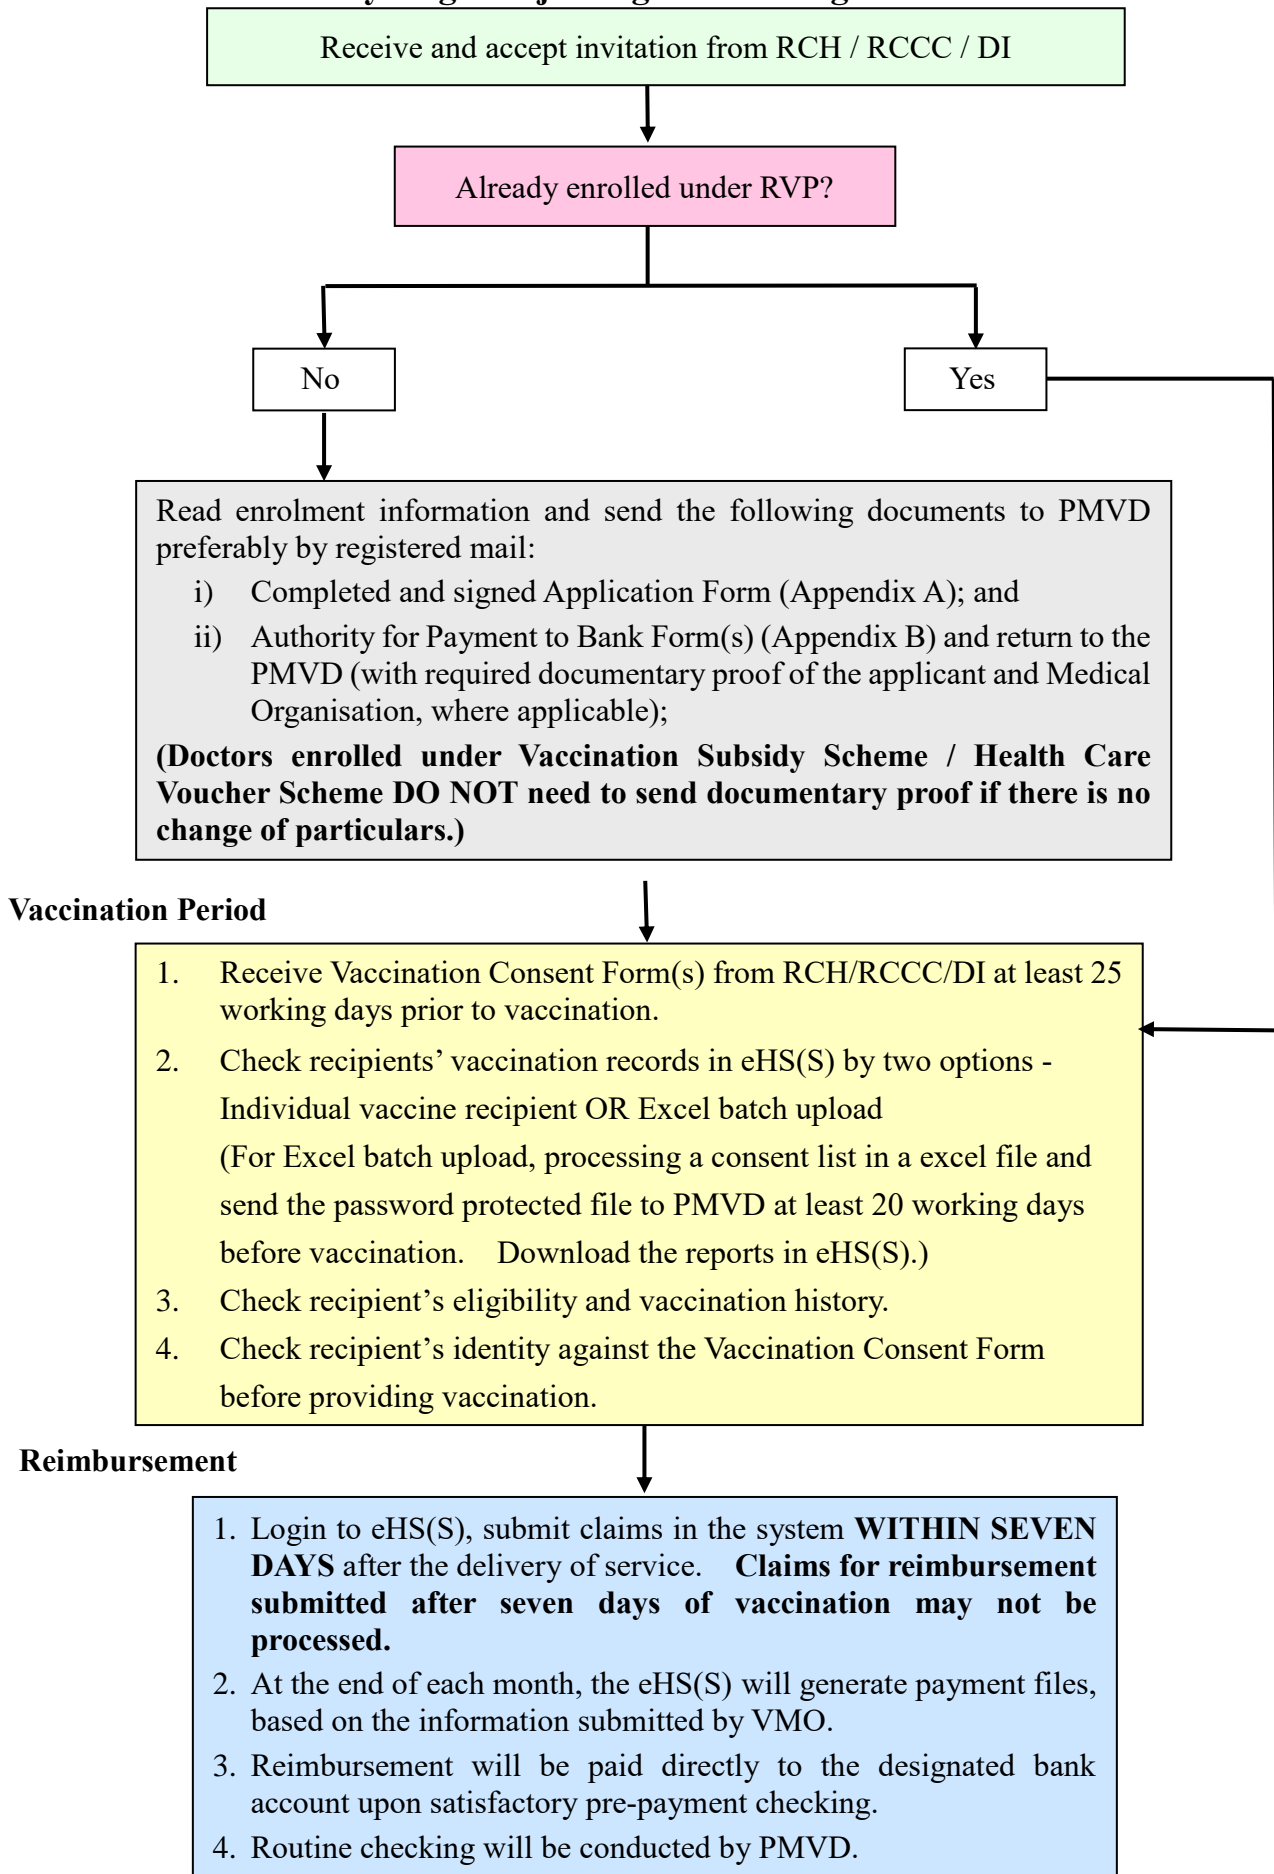 Receive and accept invitation from RCH / RCCC / DI
Already enrolled under RVP?
No
Yes
Read enrolment information and send the following documents to PMVD
preferably by registered mail:
i) Completed and signed Application Form (Appendix A); and
ii) Authority for Payment to Bank Form(s) (Appendix B) and return to the
PMVD (with required documentary proof of the applicant and Medical
Organisation, where applicable);
(Doctors enrolled under Vaccination Subsidy Scheme / Health Care
Voucher Scheme DO NOT need to send documentary proof if there is no
change of particulars.)
Vaccination Period
1. Receive Vaccination Consent Form(s) from RCH/RCCC/DI at least 25
working days prior to vaccination.
2. Check recipients’ vaccination records in eHS(S) by two options -
Individual vaccine recipient OR Excel batch upload
(For Excel batch upload, processing a consent list in a excel file and
send the password protected file to PMVD at least 20 working days
before vaccination. Download the reports in eHS(S).)
3. Check recipient’s eligibility and vaccination history.
4. Check recipient’s identity against the Vaccination Consent Form
before providing vaccination.
Reimbursement
1. Login to eHS(S), submit claims in the system WITHIN SEVEN
DAYS after the delivery of service. Claims for reimbursement
submitted after seven days of vaccination may not be
processed.
2. At the end of each month, the eHS(S) will generate payment files,
based on the information submitted by VMO.
3. Reimbursement will be paid directly to the designated bank
account upon satisfactory pre-payment checking.
4. Routine checking will be conducted by PMVD.